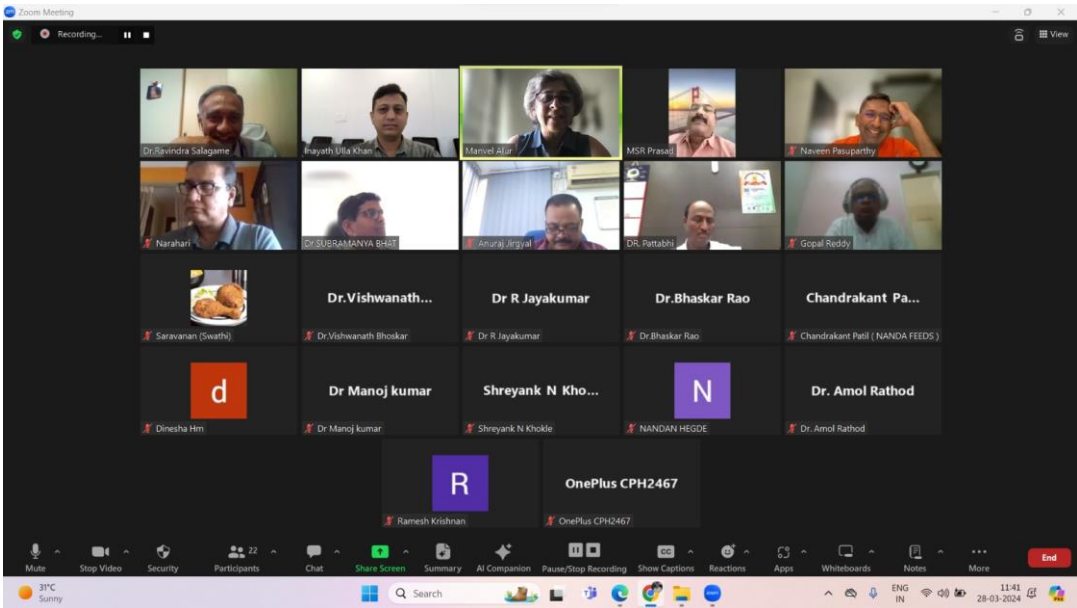 Zoom Meeting
Recording...
View
Dr.Ravindra Salagame
Inayath Ulla Khan
Manvel Alur
MSR Prasad
Naveen Pasuparthy
Narahari
Dr.SUBRAMANYA BHAT
Anuraj Jirgyal
DR. Pattabhi
Gopal Reddy
Saravanan (Swathi)
Dr.Vishwanath...
Dr.Vishwanath Bhoskar
Dr R Jayakumar
Dr R Jayakumar
Dr.Bhaskar Rao
Dr.Bhaskar Rao
Chandrakant Pa...
Chandrakant Patil ( NANDA FEEDS )
d
Dinesha Hm
Dr Manoj kumar
Dr Manoj kumar
Shreyank N Kho...
Shreyank N Khokle
N
NANDAN HEGDE
Dr. Amol Rathod
Dr. Amol Rathod
R
Ramesh Krishnan
OnePlus CPH2467
OnePlus CPH2467
Mute
Stop Video
Security
22
Participants
Chat
Share Screen
Summary
AI Companion
Pause/Stop Recording
CC
Show Captions
Reactions
Apps
Whiteboards
Notes
More
End
31°C
Sunny
Search
ENG
IN
11:41
28-03-2024